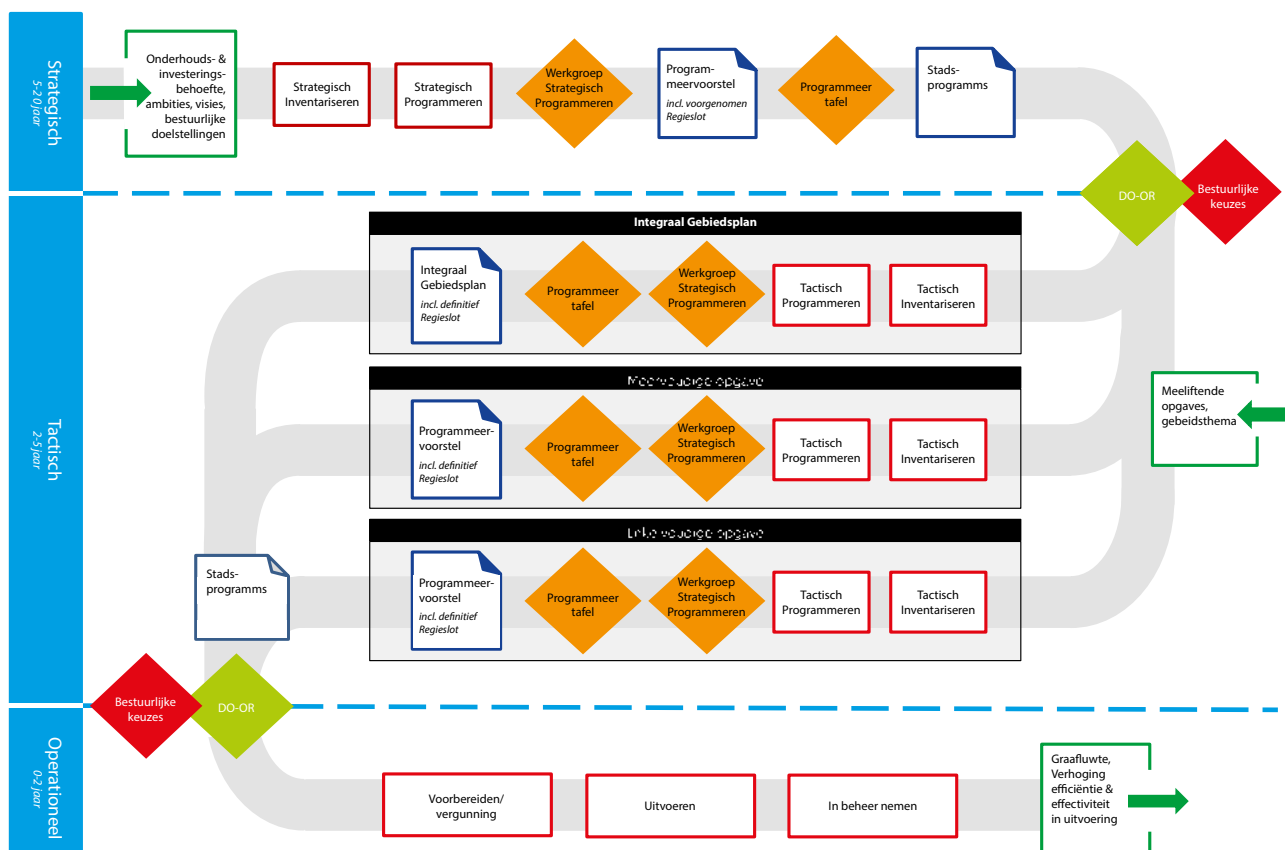 Strategisch
5-20 jaar
Onderhouds- &
investerings-
behoefte,
ambities, visies,
bestuurlijke
doelstellingen
Strategisch
Inventariseren
Strategisch
Programmeren
Werkgroep
Strategisch
Programmeren
Program-
meervoorstel
incl. voorgenomen
Regieslot
Programmeer
tafel
Stads-
programms
DO-OR
Bestuurlijke
keuzes
Tactisch
2-5 jaar
Integraal Gebiedsplan
Integraal
Gebiedsplan
incl. definitief
Regieslot
Programmeer
tafel
Werkgroep
Strategisch
Programmeren
Tactisch
Programmeren
Tactisch
Inventariseren
Meervoudige opgave
Programmeer-
voorstel
incl. definitief
Regieslot
Programmeer
tafel
Werkgroep
Strategisch
Programmeren
Tactisch
Programmeren
Tactisch
Inventariseren
Meeliftende
opgaves,
gebeidsthema
opgave
Programmeer-
voorstel
incl. definitief
Regieslot
Programmeer
tafel
Werkgroep
Strategisch
Programmeren
Tactisch
Programmeren
Tactisch
Inventariseren
Stads-
programms
Bestuurlijke
keuzes
DO-OR
Operationeel
0-2 jaar
Voorbereiden/
vergunning
Uitvoeren
In beheer nemen
Graafluwte,
Verhoging
efficiëntie &
effectiviteit
in uitvoering